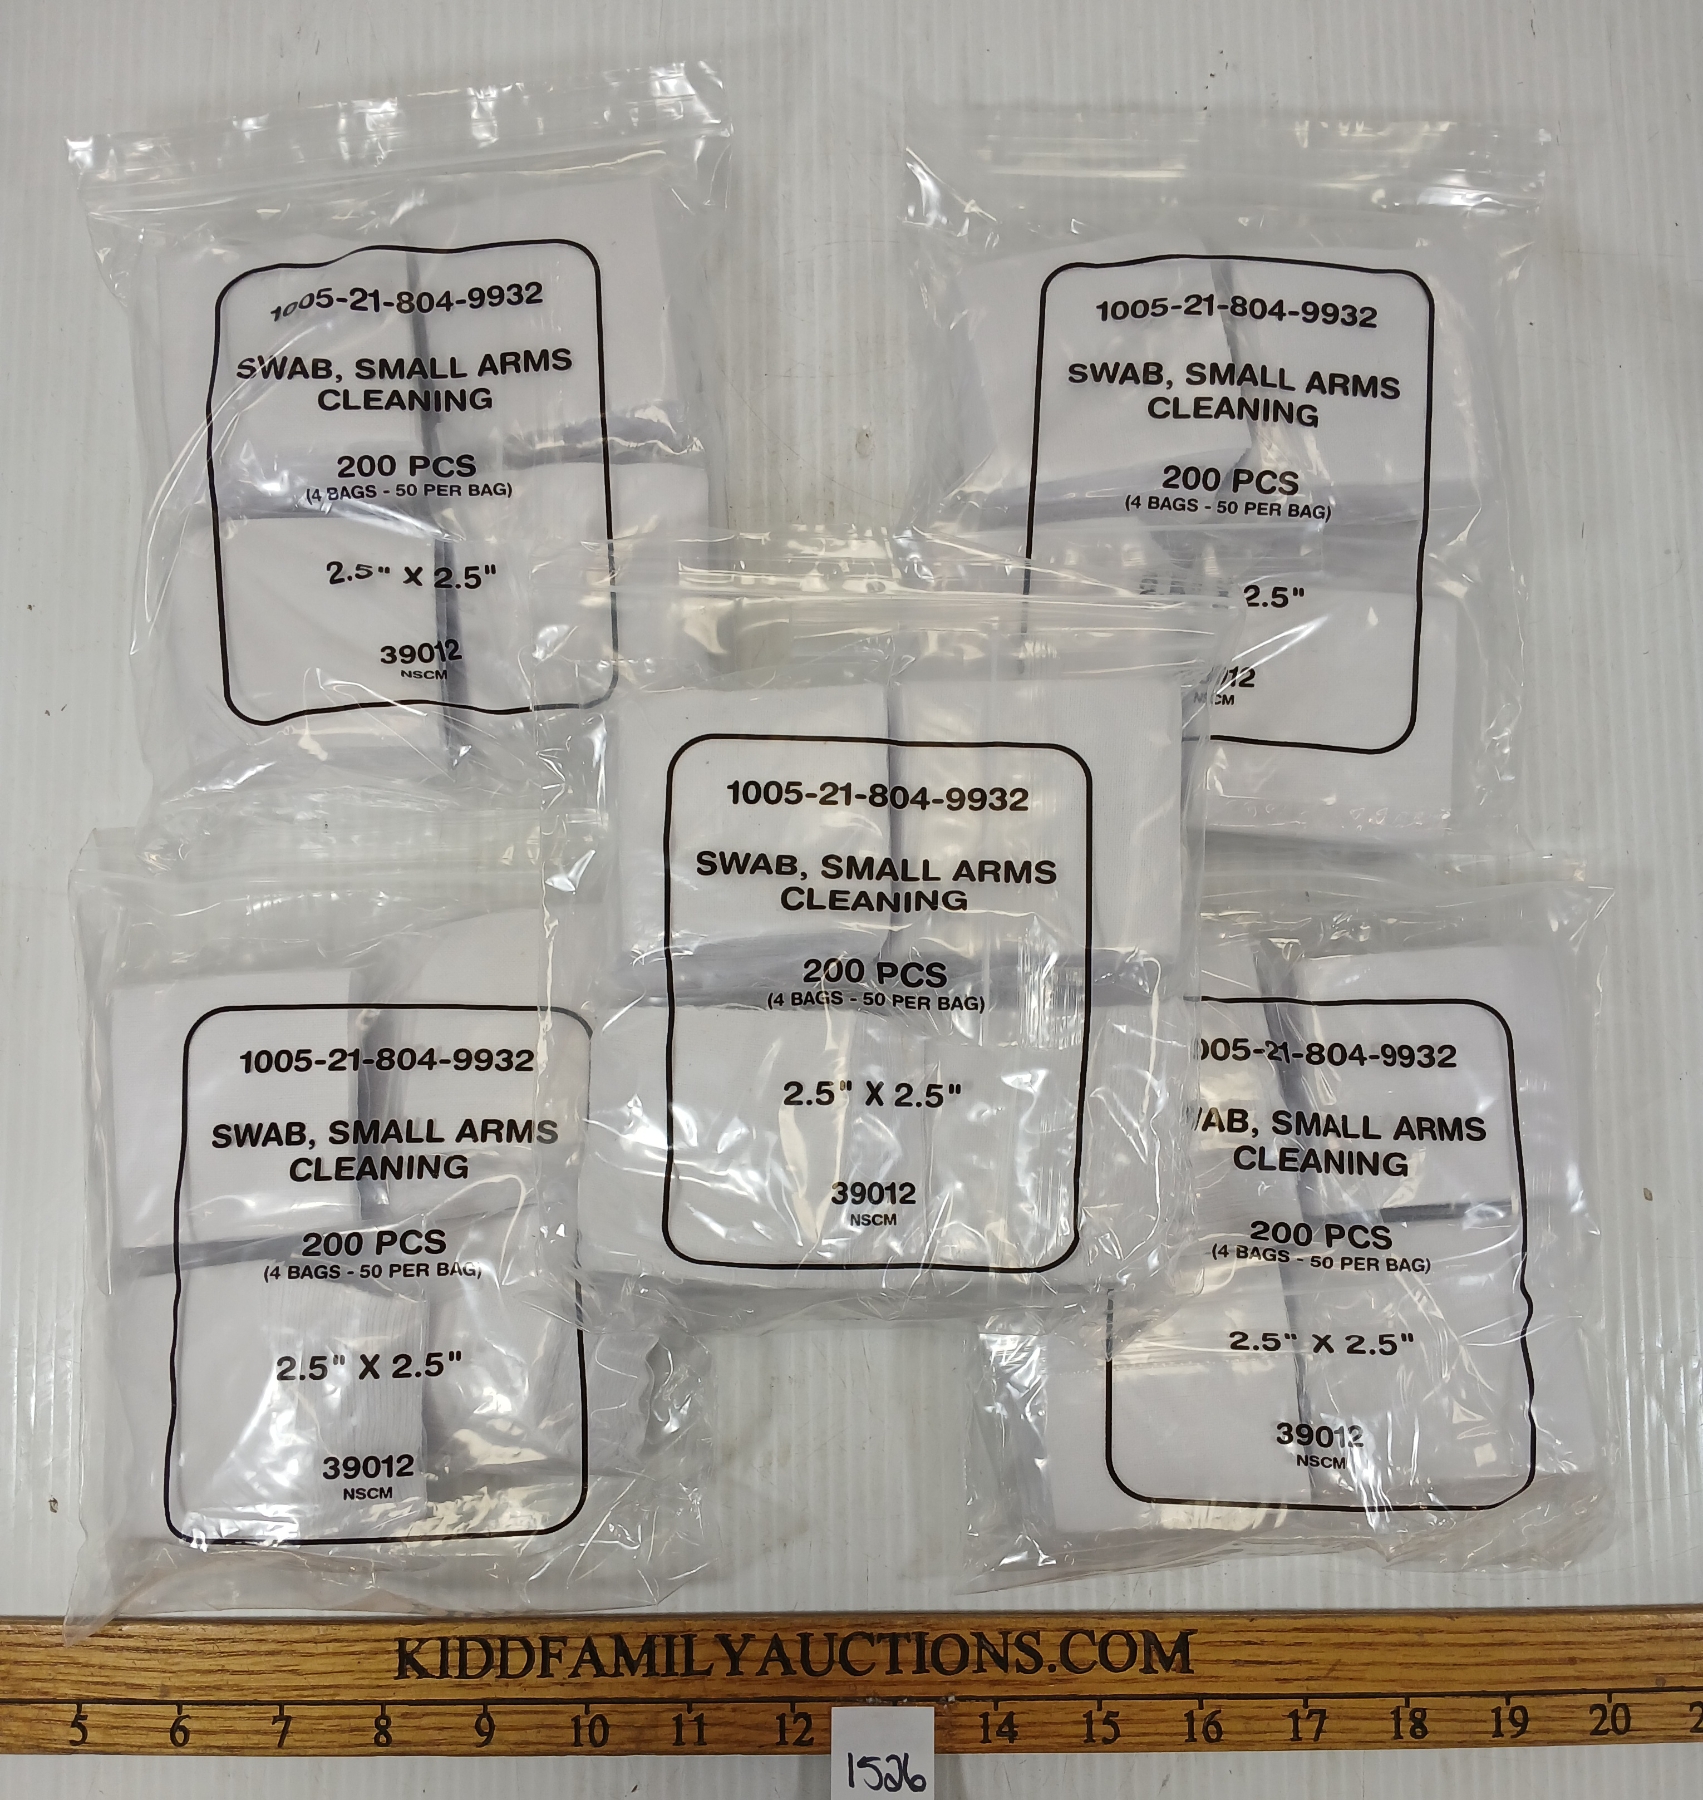 1005-21-804-9932
SWAB, SMALL ARMS
CLEANING
200 PCS
(4 BAGS - 50 PER BAG)
2.5" X 2.5"
39012
NSCM
1005-21-804-9932
SWAB, SMALL ARMS
CLEANING
200 PCS
(4 BAGS - 50 PER BAG)
2.5"
12
NSCM
1005-21-804-9932
SWAB, SMALL ARMS
CLEANING
200 PCS
(4 BAGS - 50 PER BAG)
2.5" X 2.5"
39012
NSCM
1005-21-804-9932
SWAB, SMALL ARMS
CLEANING
200 PCS
(4 BAGS - 50 PER BAG)
2.5" X 2.5"
39012
NSCM
005-21-804-9932
AB, SMALL ARMS
CLEANING
200 PCS
(4 BAGS - 50 PER BAG)
2.5" X 2.5"
39012
NSCM
KIDDFAMILYAUCTIONS.COM
5 6 7 8 9 10 11 12 14 15 16 17 18 19 20 2
1526